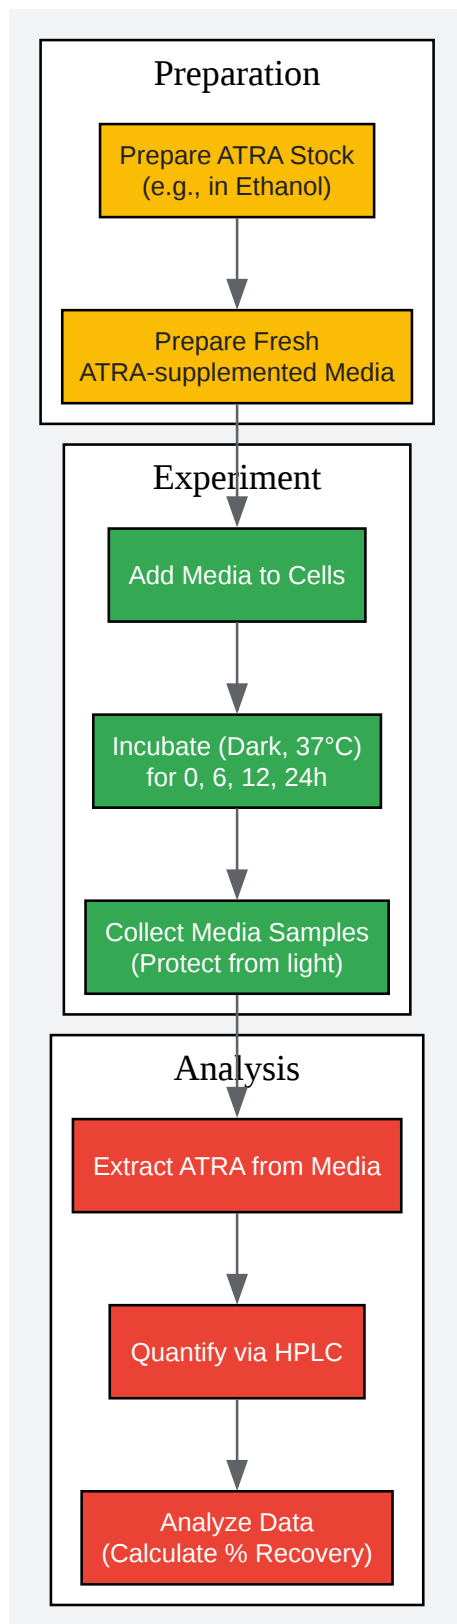 Preparation
Prepare ATRA Stock
(e.g., in Ethanol)
Prepare Fresh
ATRA-supplemented Media
Experiment
Add Media to Cells
Incubate (Dark, 37°C)
for 0, 6, 12, 24h
Collect Media Samples
(Protect from light)
Analysis
Extract ATRA from Media
Quantify via HPLC
Analyze Data
(Calculate % Recovery)